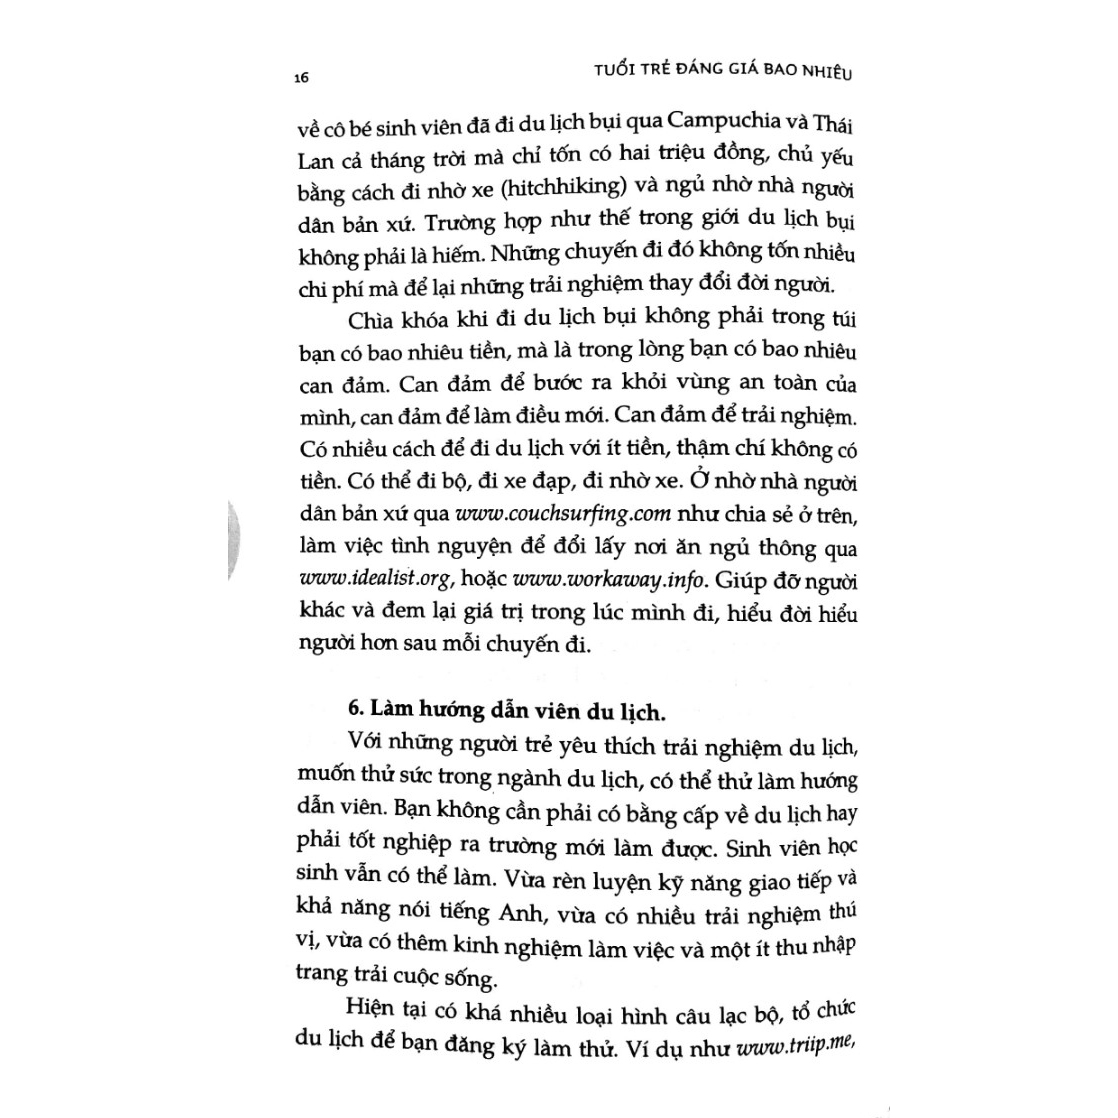 16
TUỔI TRẺ ĐÁNG GIÁ BAO NHIÊU
về cô bé sinh viên đã đi du lịch bụi qua Campuchia và Thái
Lan cả tháng trời mà chỉ tốn có hai triệu đồng, chủ yếu
bằng cách đi nhờ xe (hitchhiking) và ngủ nhờ nhà người
dân bản xứ. Trường hợp như thế trong giới du lịch bụi
không phải là hiếm. Những chuyến đi đó không tốn nhiều
chi phí mà để lại những trải nghiệm thay đổi đời người.
Chìa khóa khi đi du lịch bụi không phải trong túi
bạn có bao nhiêu tiền, mà là trong lòng bạn có bao nhiêu
can đảm. Can đảm để bước ra khỏi vùng an toàn của
mình, can đảm để làm điều mới. Can đảm để trải nghiệm.
Có nhiều cách để đi du lịch với ít tiền, thậm chí không có
tiền. Có thể đi bộ, đi xe đạp, đi nhờ xe. Ở nhờ nhà người
dân bản xứ qua www.couchsurfing.com như chia sẻ ở trên,
làm việc tình nguyện để đổi lấy nơi ăn ngủ thông qua
www.idealist.org, hoặc www.workaway.info. Giúp đỡ người
khác và đem lại giá trị trong lúc mình đi, hiểu đời hiểu
người hơn sau mỗi chuyến đi.
6. Làm hướng dẫn viên du lịch.
Với những người trẻ yêu thích trải nghiệm du lịch,
muốn thử sức trong ngành du lịch, có thể thử làm hướng
dẫn viên. Bạn không cần phải có bằng cấp về du lịch hay
phải tốt nghiệp ra trường mới làm được. Sinh viên học
sinh vẫn có thể làm. Vừa rèn luyện kỹ năng giao tiếp và
khả năng nói tiếng Anh, vừa có nhiều trải nghiệm thú
vị, vừa có thêm kinh nghiệm làm việc và một ít thu nhập
trang trải cuộc sống.
Hiện tại có khá nhiều loại hình câu lạc bộ, tổ chức
du lịch để bạn đăng ký làm thử. Ví dụ như www.triip.me,